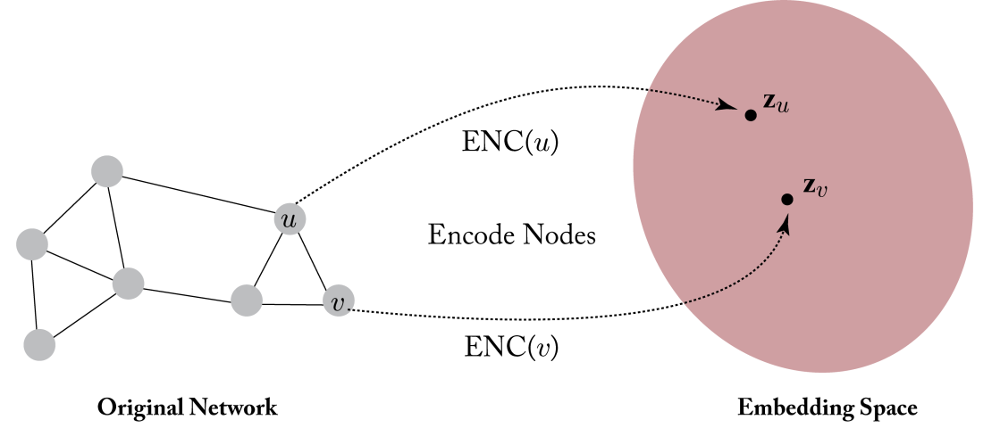 z_u
ENC(u)
u
z_v
Encode Nodes
v
ENC(v)
Original Network
Embedding Space